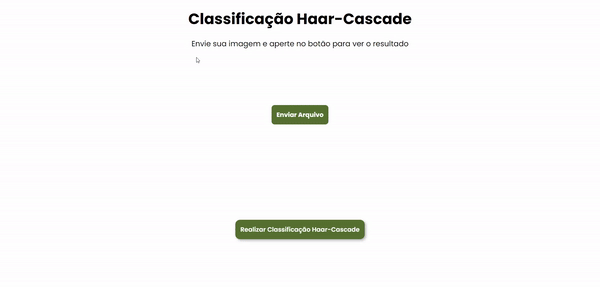 Classificação Haar-Cascade
Envie sua imagem e aperte no botão para ver o resultado
Enviar Arquivo
Realizar Classificação Haar-Cascade